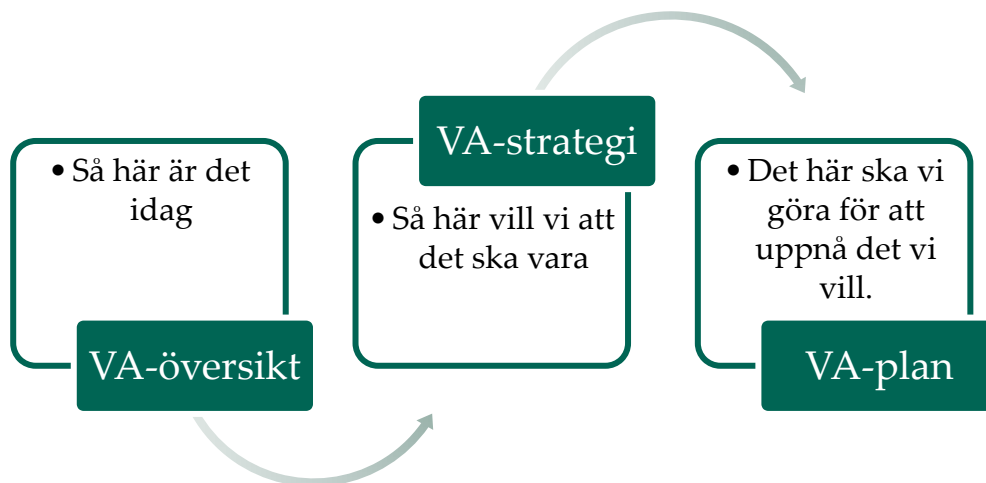 • Så här är det
idag
VA-översikt
VA-strategi
• Så här vill vi att
det ska vara
• Det här ska vi
göra för att
uppnå det vi
vill.
VA-plan